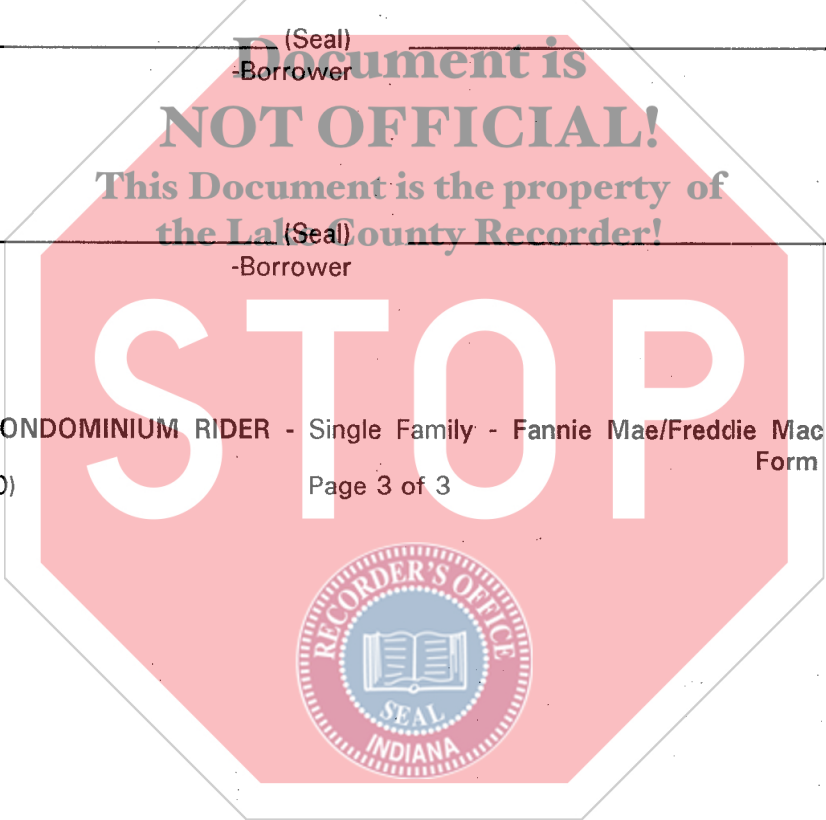 (Seal)
Document is
-Borrower
NOT OFFICIAL!
This Document is the property of
the Lake County Recorder!
(Seal)
-Borrower
STOP
ONDOMINIUM RIDER - Single Family - Fannie Mae/Freddie Mac
Form
0)
Page 3 of 3
RECORDER'S OFFICE
SEAL
INDIANA